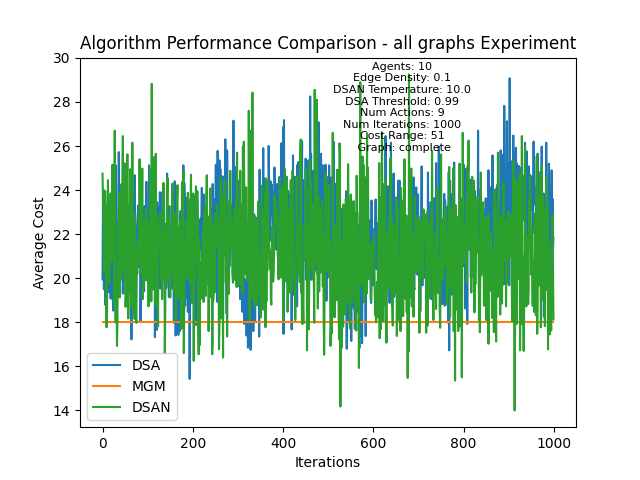 Algorithm Performance Comparison - all graphs Experiment
30
28
26
24
22
20
18
16
14
Average Cost
Agents: 10
Edge Density: 0.1
DSAN Temperature: 10.0
DSA Threshold: 0.99
Num Actions: 9
Num Iterations: 1000
Cost Range: 51
Graph: complete
DSA
MGM
DSAN
0
200
400
600
800
1000
Iterations